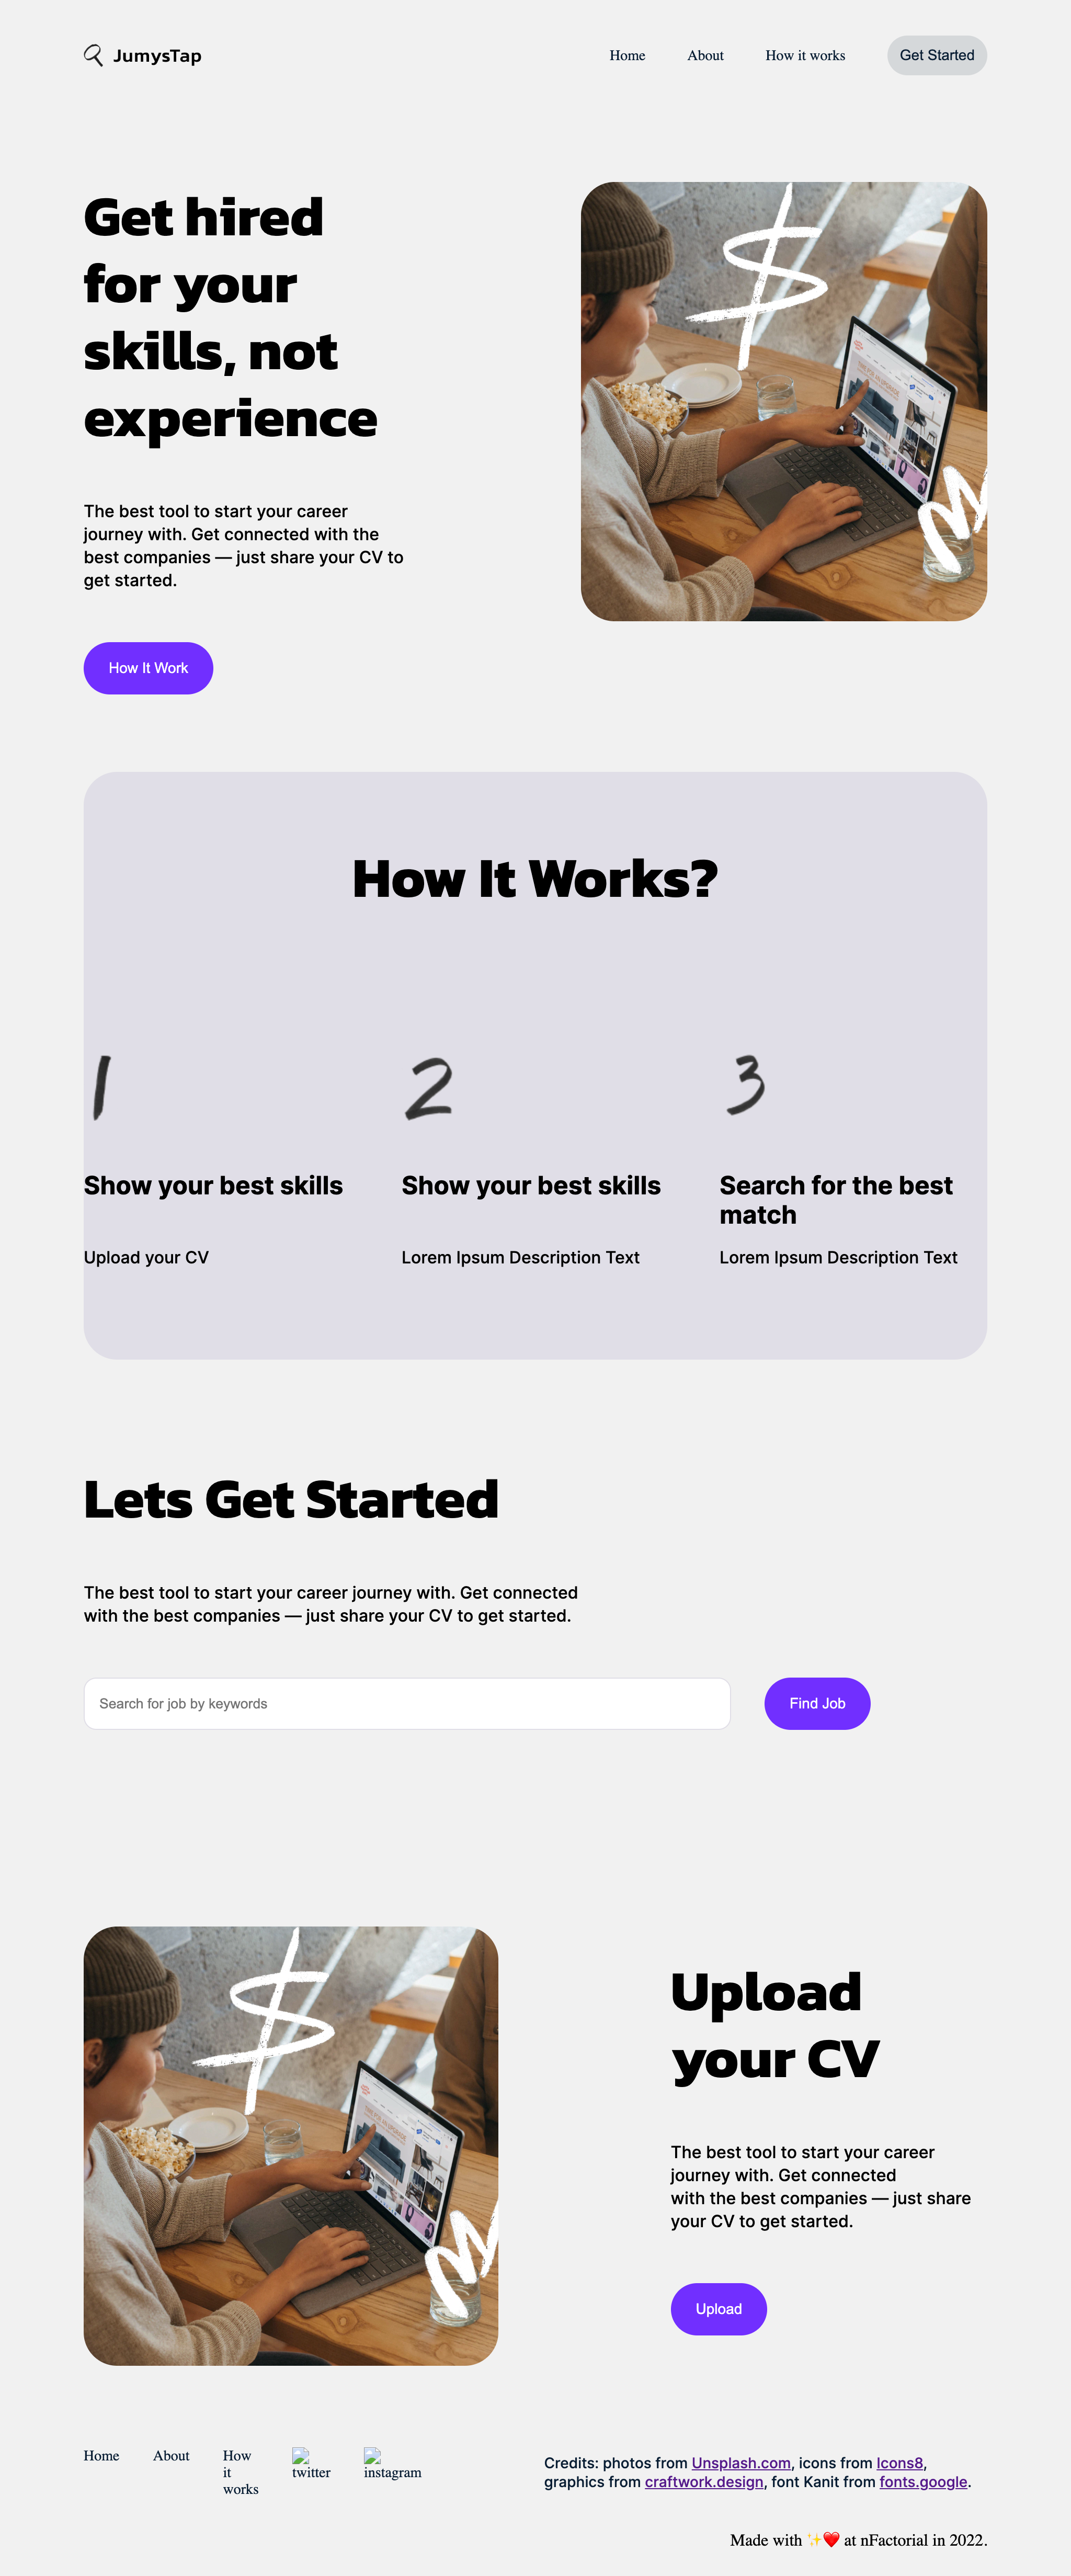 JumysTap
Home
About
How it works
Get Started
Get hired
for your
skills, not
experience
$
The best tool to start your career
journey with. Get connected with the
best companies — just share your CV to
get started.
How It Work
How It Works?
1
2
3
Show your best skills
Show your best skills
Search for the best
match
Upload your CV
Lorem Ipsum Description Text
Lorem Ipsum Description Text
Lets Get Started
The best tool to start your career journey with. Get connected
with the best companies — just share your CV to get started.
Search for job by keywords
Find Job
$
Upload
your CV
The best tool to start your career
journey with. Get connected
with the best companies — just share
your CV to get started.
Upload
Home
About
How
it
works
twitter
instagram
Credits: photos from Unsplash.com, icons from Icons8,
graphics from craftwork.design, font Kanit from fonts.google.
Made with ✨❤️ at nFactorial in 2022.